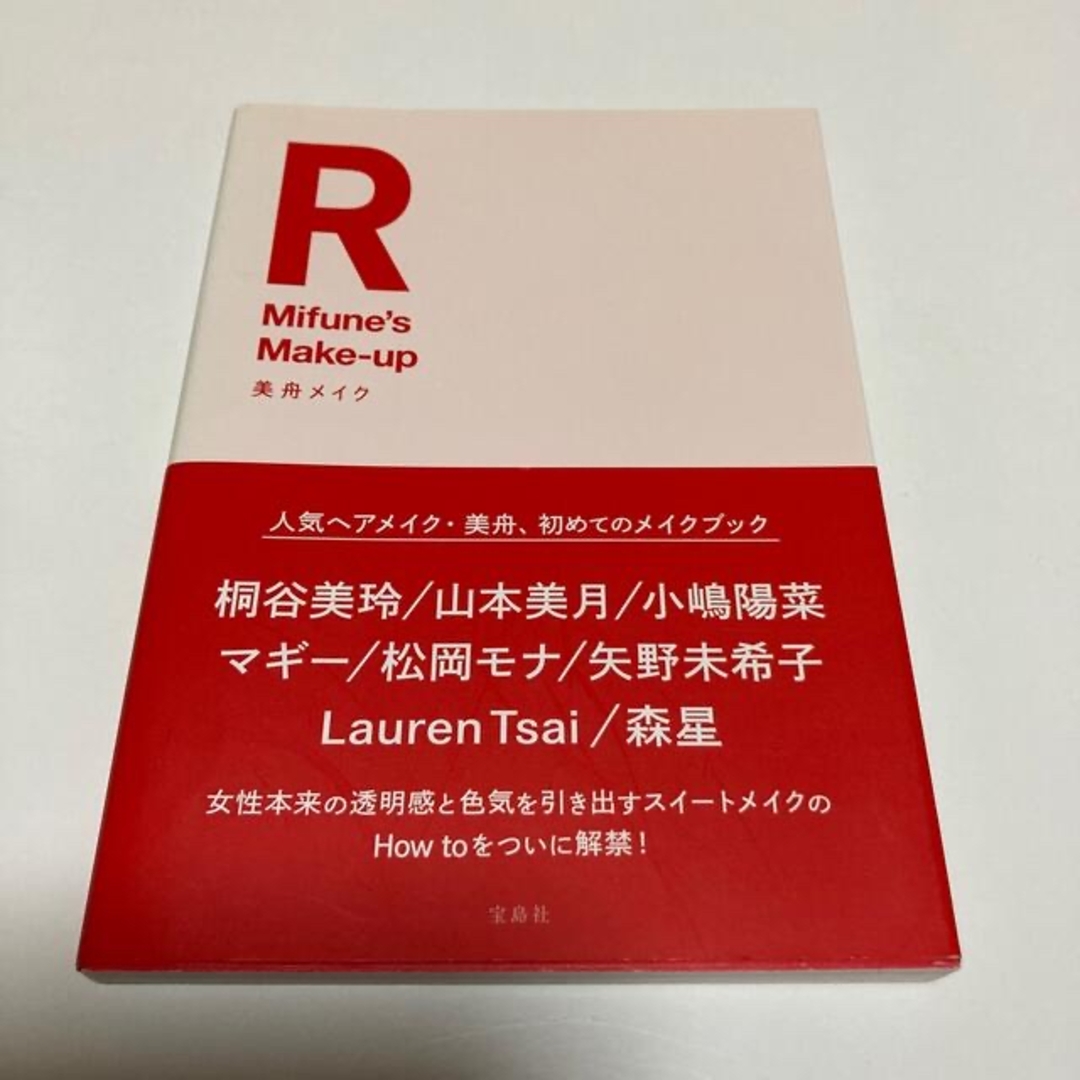 R
Mifune's
Make-up
美舟メイク
人気ヘアメイク・美舟、初めてのメイクブック
桐谷美玲/山本美月/小嶋陽菜
マギー/松岡モナ/矢野未希子
Lauren Tsai/森星
女性本来の透明感と色気を引き出すスイートメイクの
How toをついに解禁!
宝島社